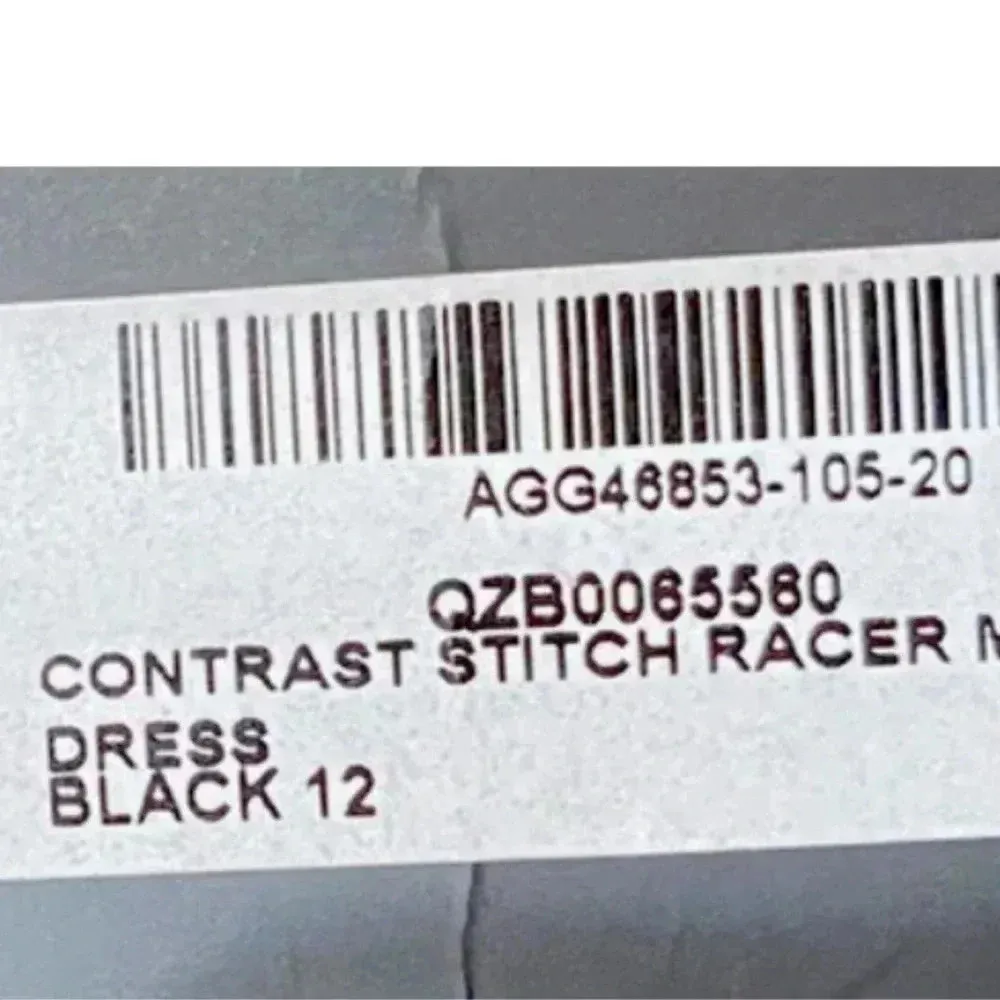 AGG46853-105-20
QZB0065560
CONTRAST STITCH RACER
DRESS
BLACK 12